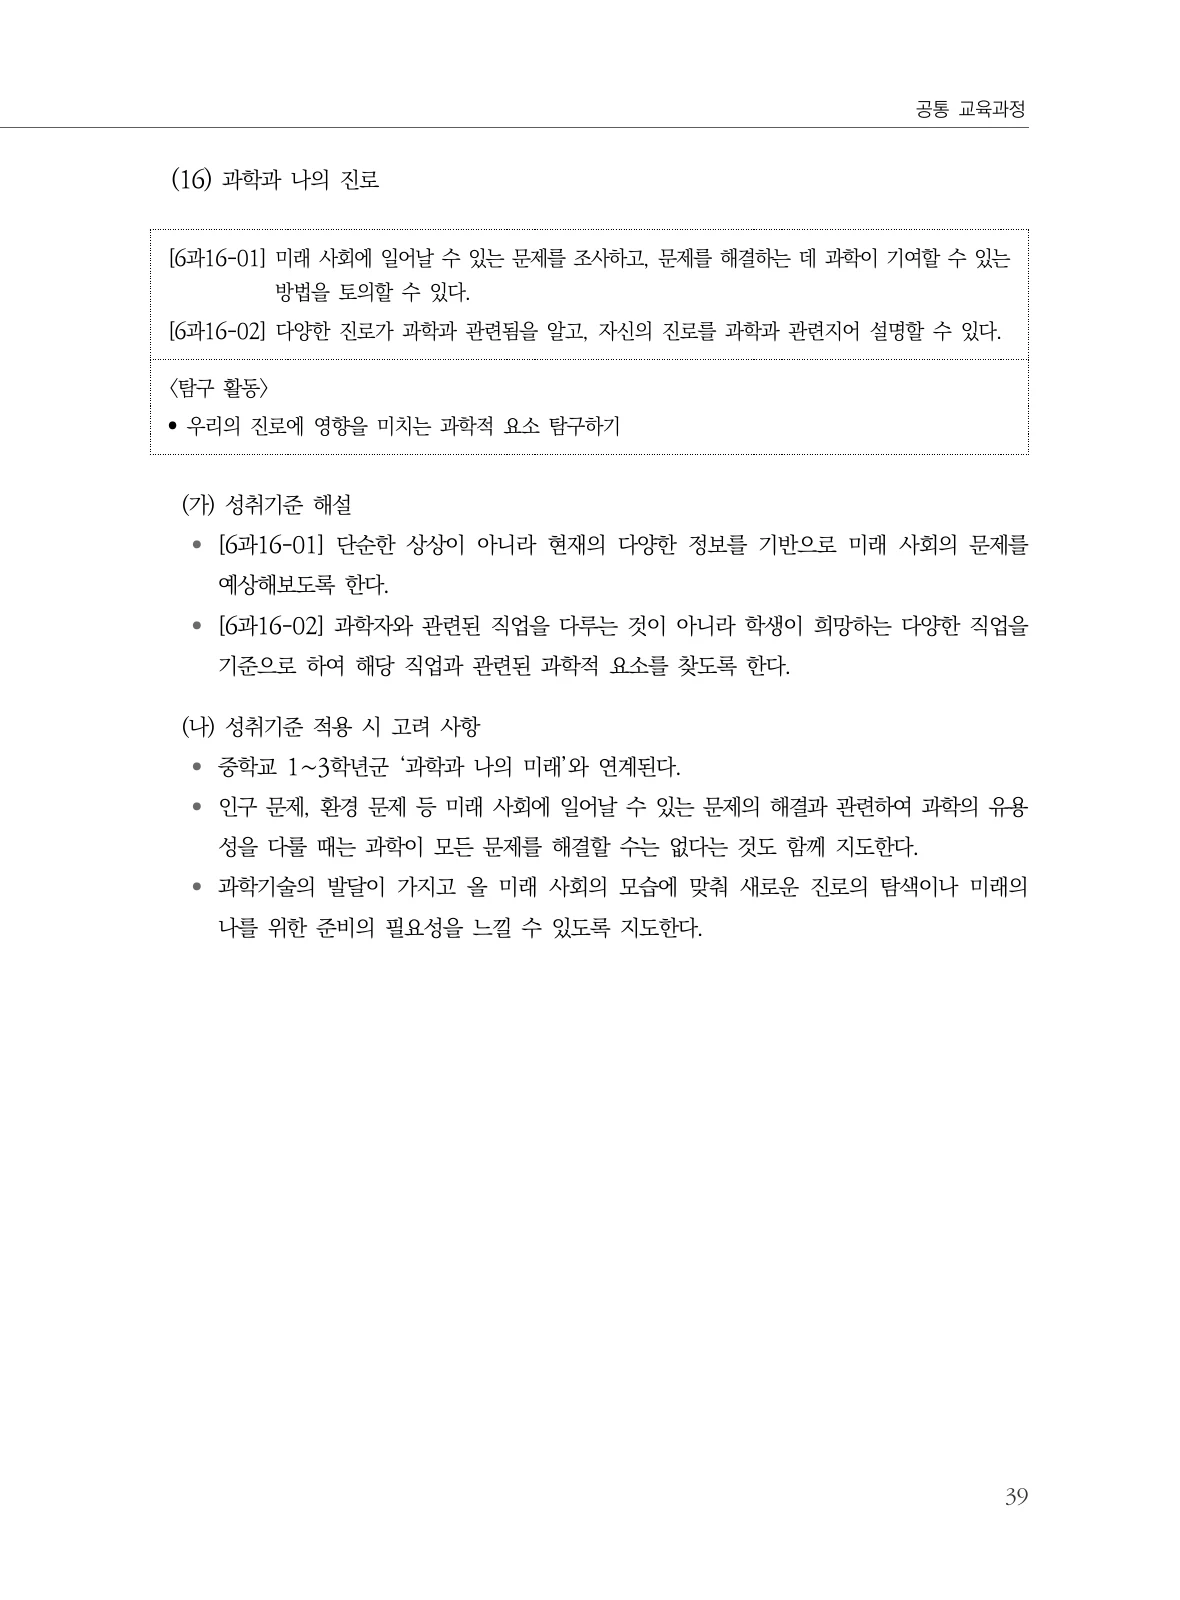 공통 교육과정
(16) 과학과 나의 진로
[6과16-01] 미래 사회에 일어날 수 있는 문제를 조사하고, 문제를 해결하는 데 과학이 기여할 수 있는
방법을 토의할 수 있다.
[6과16-02] 다양한 진로가 과학과 관련됨을 알고, 자신의 진로를 과학과 관련지어 설명할 수 있다.
〈탐구 활동〉
• 우리의 진로에 영향을 미치는 과학적 요소 탐구하기
(가) 성취기준 해설
• [6과16-01] 단순한 상상이 아니라 현재의 다양한 정보를 기반으로 미래 사회의 문제를
예상해보도록 한다.
• [6과16-02] 과학자와 관련된 직업을 다루는 것이 아니라 학생이 희망하는 다양한 직업을
기준으로 하여 해당 직업과 관련된 과학적 요소를 찾도록 한다.
(나) 성취기준 적용 시 고려 사항
• 중학교 1~3학년군 ‘과학과 나의 미래’와 연계된다.
• 인구 문제, 환경 문제 등 미래 사회에 일어날 수 있는 문제의 해결과 관련하여 과학의 유용
성을 다룰 때는 과학이 모든 문제를 해결할 수는 없다는 것도 함께 지도한다.
• 과학기술의 발달이 가지고 올 미래 사회의 모습에 맞춰 새로운 진로의 탐색이나 미래의
나를 위한 준비의 필요성을 느낄 수 있도록 지도한다.
39